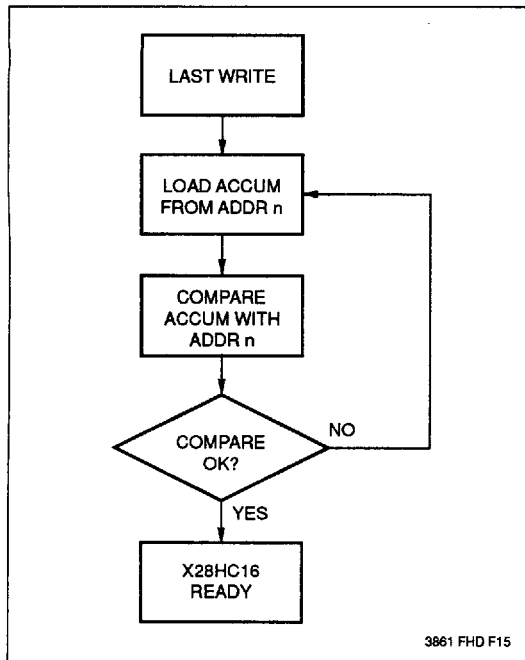 LAST WRITE
LOAD ACCUM
FROM ADDR n
COMPARE
ACCUM WITH
ADDR n
COMPARE
OK?
NO
YES
X28HC16
READY
3861 FHD F15